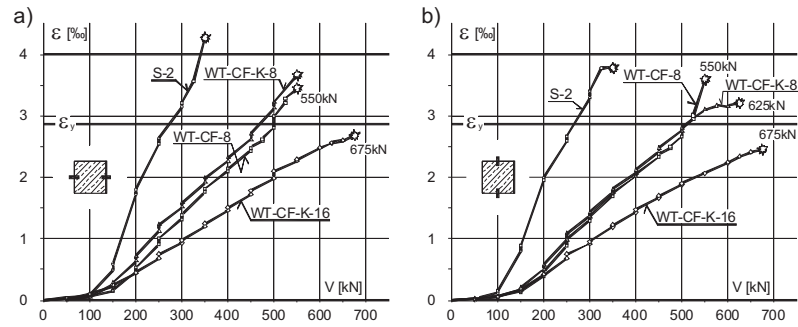 a)
ε [‰]
4
S-2
WT-CF-K-8
550kN
3
εy
WT-CF-8
675kN
2
WT-CF-K-16
1
0
0 100 200 300 400 500 600 700
V [kN]
b)
ε [‰]
4
550kN
WT-CF-8
WT-CF-K-8
S-2
625kN
3
εy
675kN
2
WT-CF-K-16
1
0
0 100 200 300 400 500 600 700
V [kN]